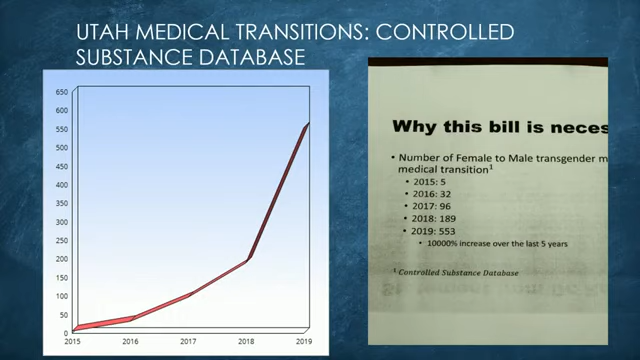 UTAH MEDICAL TRANSITIONS: CONTROLLED
SUBSTANCE DATABASE
650
600
550
500
450
400
350
300
250
200
150
100
50
0
2015 2016 2017 2018 2019
Why this bill is neces
• Number of Female to Male transgender m
medical transition¹
• 2015: 5
• 2016: 32
• 2017: 96
• 2018: 189
• 2019: 553
• 10000% increase over the last 5 years
¹ Controlled Substance Database